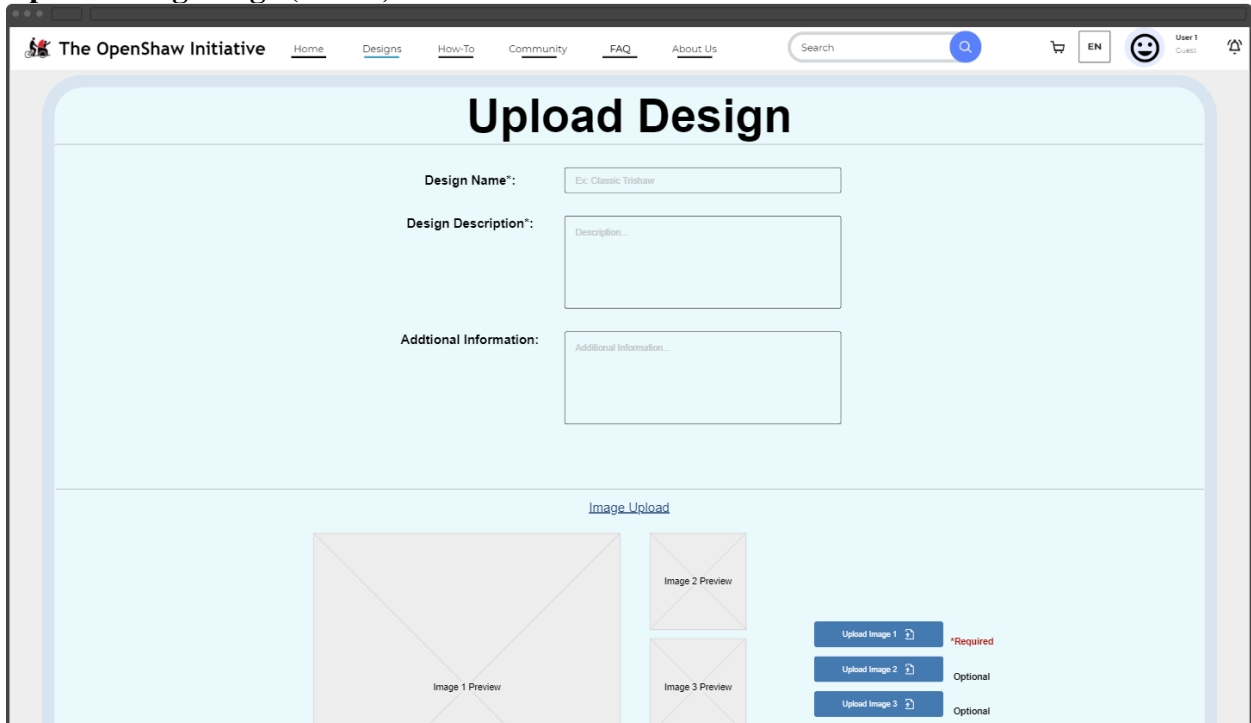 The OpenShaw Initiative Home Designs How-To Community FAQ About Us Search EN User 1
Guest
Upload Design
Design Name*: Ex: Classic Trishaw
Design Description*: Description...
Addtional Information: Additional Information...
Image Upload
Image 2 Preview
Upload Image 1 *Required
Upload Image 2 Optional
Image 1 Preview Image 3 Preview
Upload Image 3 Optional